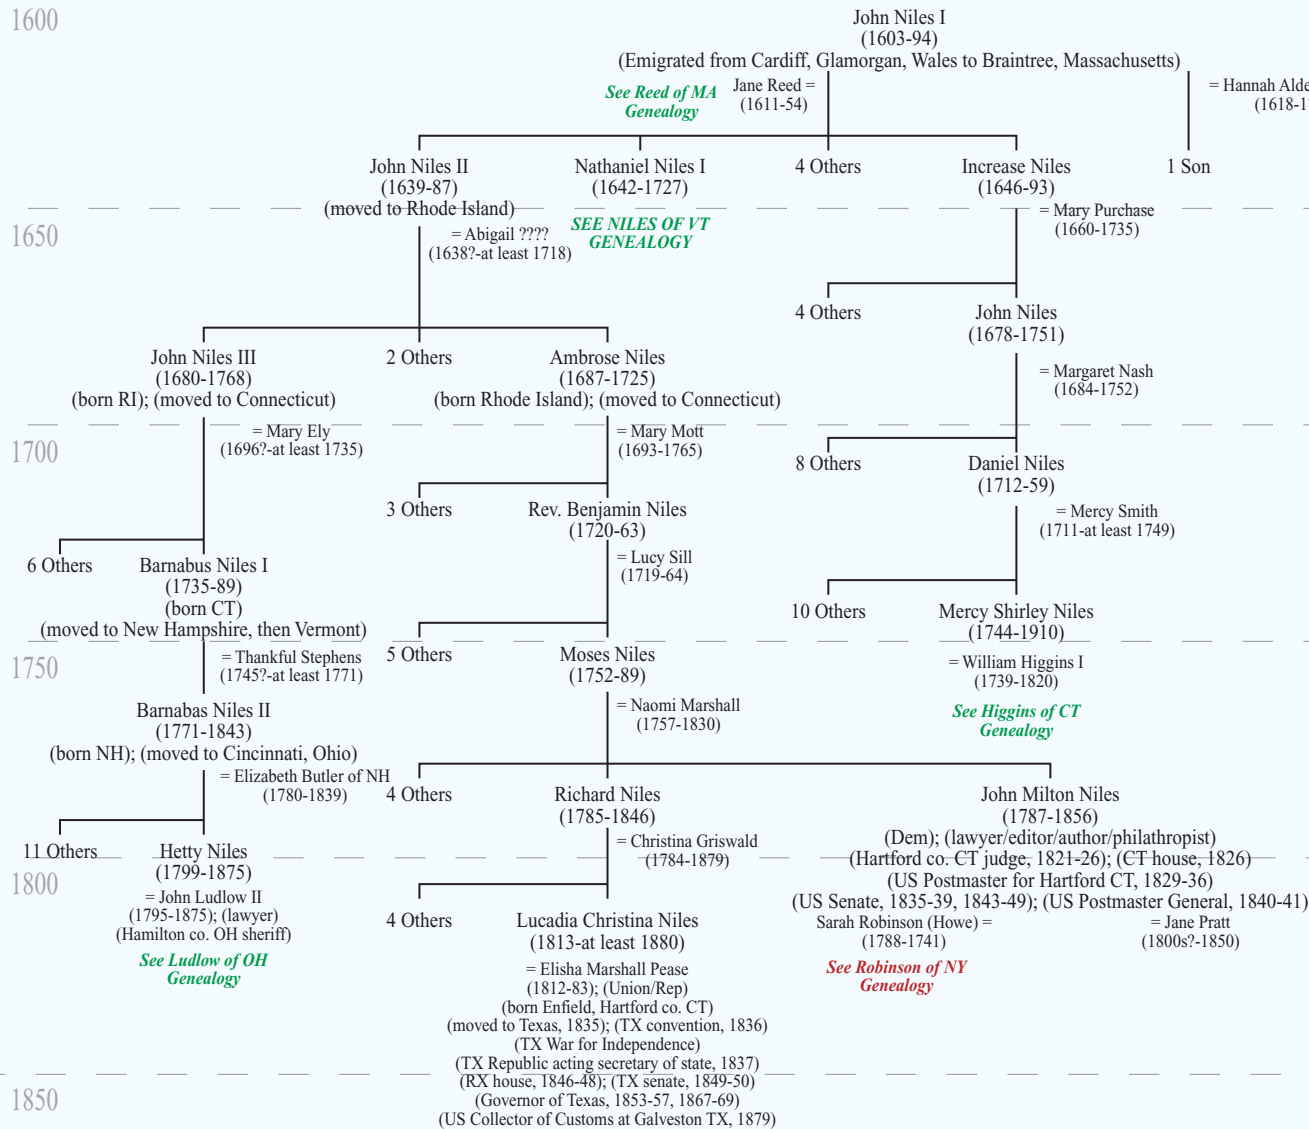 1600
John Niles I
(1603-94)
(Emigrated from Cardiff, Glamorgan, Wales to Braintree, Massachusetts)
See Reed of MA
Genealogy
Jane Reed =
(1611-54)
= Hannah Alde
(1618-1
John Niles II
(1639-87)
(moved to Rhode Island)
Nathaniel Niles I
(1642-1727)
4 Others
Increase Niles
(1646-93)
1 Son
1650
= Abigail ????
(1638?-at least 1718)
SEE NILES OF VT
GENEALOGY
= Mary Purchase
(1660-1735)
4 Others
John Niles
(1678-1751)
John Niles III
(1680-1768)
(born RI); (moved to Connecticut)
2 Others
Ambrose Niles
(1687-1725)
(born Rhode Island); (moved to Connecticut)
= Margaret Nash
(1684-1752)
1700
= Mary Ely
(1696?-at least 1735)
= Mary Mott
(1693-1765)
8 Others
Daniel Niles
(1712-59)
3 Others
Rev. Benjamin Niles
(1720-63)
= Mercy Smith
(1711-at least 1749)
6 Others
Barnabus Niles I
(1735-89)
(born CT)
(moved to New Hampshire, then Vermont)
= Lucy Sill
(1719-64)
10 Others
Mercy Shirley Niles
(1744-1910)
1750
= Thankful Stephens
(1745?-at least 1771)
5 Others
Moses Niles
(1752-89)
= William Higgins I
(1739-1820)
See Higgins of CT
Genealogy
Barnabas Niles II
(1771-1843)
(born NH); (moved to Cincinnati, Ohio)
= Naomi Marshall
(1757-1830)
= Elizabeth Butler of NH
(1780-1839)
4 Others
Richard Niles
(1785-1846)
John Milton Niles
(1787-1856)
(Dem); (lawyer/editor/author/philathropist)
(Hartford co. CT judge, 1821-26); (CT house, 1826)
(US Postmaster for Hartford CT, 1829-36)
(US Senate, 1835-39, 1843-49); (US Postmaster General, 1840-41)
11 Others
Hetty Niles
(1799-1875)
= Christina Griswald
(1784-1879)
1800
= John Ludlow II
(1795-1875); (lawyer)
(Hamilton co. OH sheriff)
See Ludlow of OH
Genealogy
4 Others
Lucadia Christina Niles
(1813-at least 1880)
Sarah Robinson (Howe) =
(1788-1741)
= Jane Pratt
(1800s?-1850)
See Robinson of NY
Genealogy
= Elisha Marshall Pease
(1812-83); (Union/Rep)
(born Enfield, Hartford co. CT)
(moved to Texas, 1835); (TX convention, 1836)
(TX War for Independence)
(TX Republic acting secretary of state, 1837)
(RX house, 1846-48); (TX senate, 1849-50)
(Governor of Texas, 1853-57, 1867-69)
(US Collector of Customs at Galveston TX, 1879)
1850